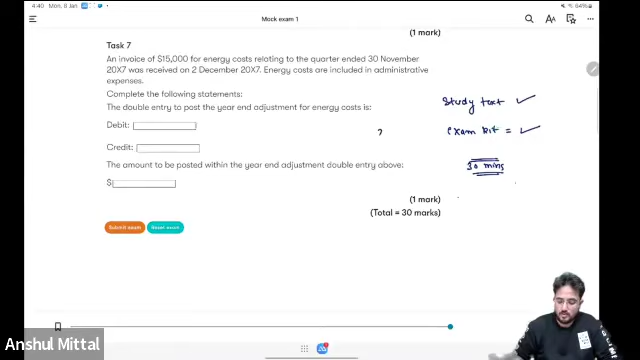 4:40 Mon, 8 Jan
54%
Mock exam 1
(1 mark)
Task 7
An invoice of $15,000 for energy costs relating to the quarter ended 30 November
20X7 was received on 2 December 20X7. Energy costs are included in administrative
expenses.
Complete the following statements:
The double entry to post the year end adjustment for energy costs is:
Debit:
Credit:
The amount to be posted within the year end adjustment double entry above:
$
(1 mark)
(Total = 30 marks)
Study text
Exam kit =
30 mins
Submit exam
Reset exam
Anshul Mittal